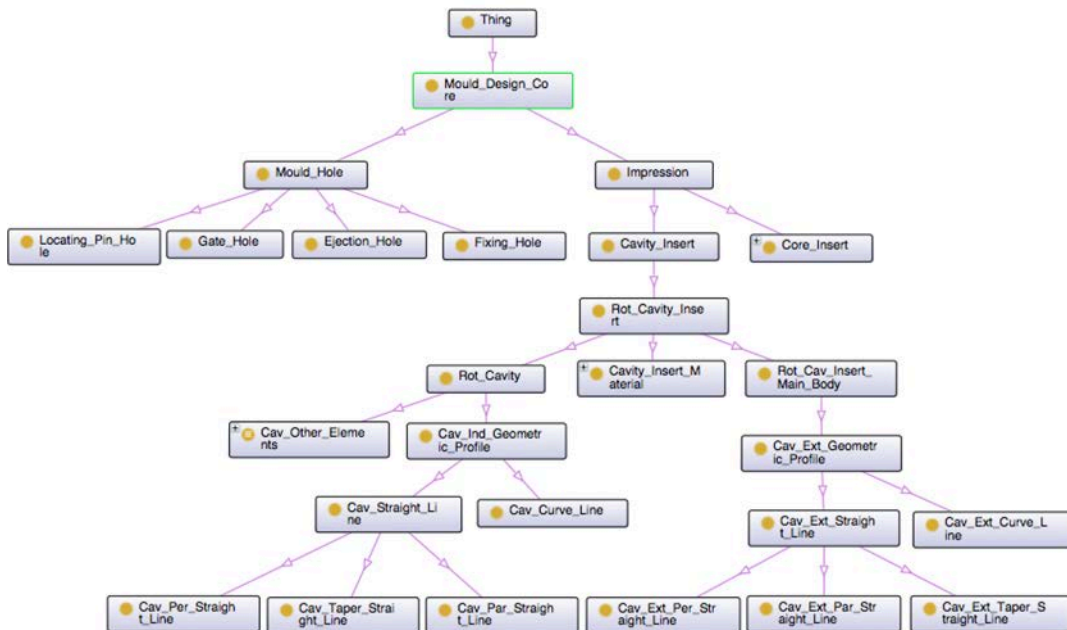 Thing
Mould_Design_Co
re
Mould_Hole
Impression
Locating_Pin_Ho
le
Gate_Hole
Ejection_Hole
Fixing_Hole
Cavity_Insert
Core_Insert
Rot_Cavity_Inse
rt
Rot_Cavity
Cavity_Insert_M
aterial
Rot_Cav_Insert_
Main_Body
Cav_Other_Eleme
nts
Cav_Ind_Geometr
ic_Profile
Cav_Ext_Geometr
ic_Profile
Cav_Straight_Li
ne
Cav_Curve_Line
Cav_Ext_Straigh
t_Line
Cav_Ext_Curve_L
ine
Cav_Per_Straigh
t_Line
Cav_Taper_Strai
ght_Line
Cav_Par_Straigh
t_Line
Cav_Ext_Per_Str
aight_Line
Cav_Ext_Par_Str
aight_Line
Cav_Ext_Taper_S
traight_Line